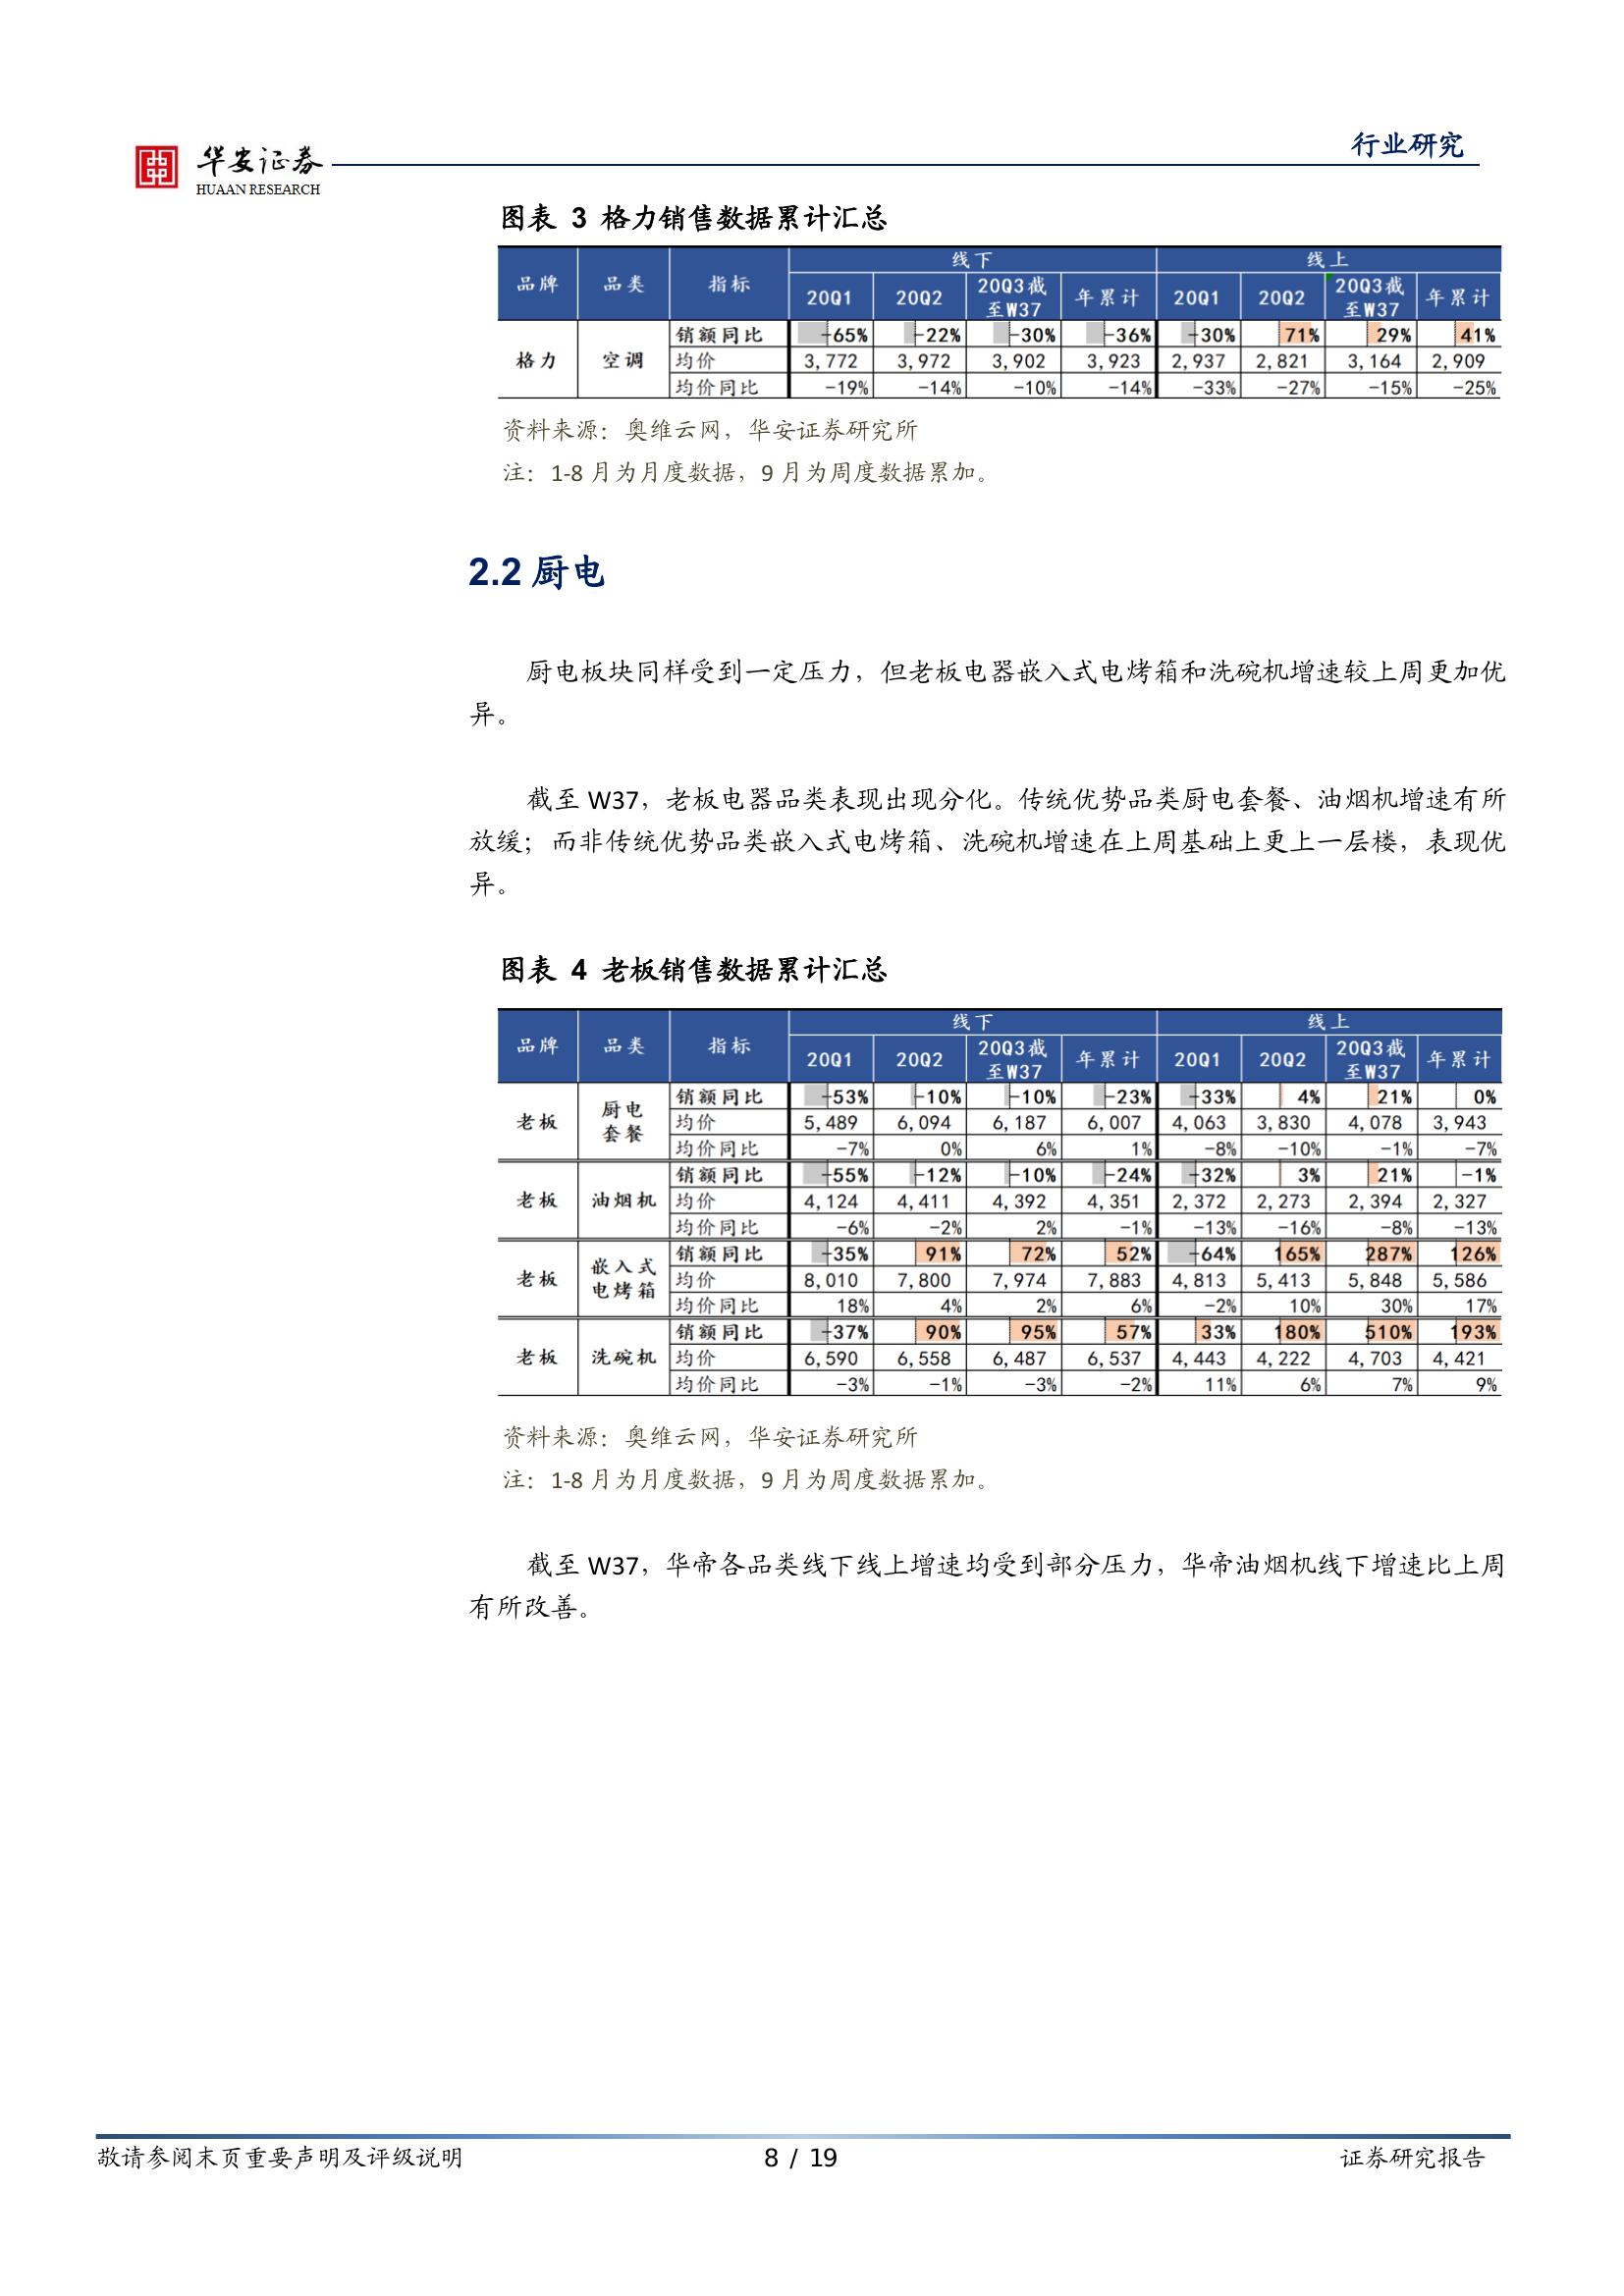 华安证券
HUAAN RESEARCH
行业研究
图表 3 格力销售数据累计汇总
品牌 品类 指标 线下 线上
20Q1 20Q2 20Q3截至W37 年累计 20Q1 20Q2 20Q3截至W37 年累计
格力 空调 销额同比 -65% -22% -30% -36% -30% 71% 29% 41%
均价 3,772 3,972 3,902 3,923 2,937 2,821 3,164 2,909
均价同比 -19% -14% -10% -14% -33% -27% -15% -25%
资料来源：奥维云网，华安证券研究所
注：1-8 月为月度数据，9 月为周度数据累加。
2.2 厨电
厨电板块同样受到一定压力，但老板电器嵌入式电烤箱和洗碗机增速较上周更加优
异。
截至 W37，老板电器品类表现出现分化。传统优势品类厨电套餐、油烟机增速有所
放缓；而非传统优势品类嵌入式电烤箱、洗碗机增速在上周基础上更上一层楼，表现优
异。
图表 4 老板销售数据累计汇总
品牌 品类 指标 线下 线上
20Q1 20Q2 20Q3截至W37 年累计 20Q1 20Q2 20Q3截至W37 年累计
老板 厨电套餐 销额同比 -53% -10% -10% -23% -33% 4% 21% 0%
均价 5,489 6,094 6,187 6,007 4,063 3,830 4,078 3,943
均价同比 -7% 0% 6% 1% -8% -10% -1% -7%
老板 油烟机 销额同比 -55% -12% -10% -24% -32% 3% 21% -1%
均价 4,124 4,411 4,392 4,351 2,372 2,273 2,394 2,327
均价同比 -6% -2% 2% -1% -13% -16% -8% -13%
老板 嵌入式电烤箱 销额同比 -35% 91% 72% 52% -64% 165% 287% 126%
均价 8,010 7,800 7,974 7,883 4,813 5,413 5,848 5,586
均价同比 18% 4% 2% 6% -2% 10% 30% 17%
老板 洗碗机 销额同比 -37% 90% 95% 57% 33% 180% 510% 193%
均价 6,590 6,558 6,487 6,537 4,443 4,222 4,703 4,421
均价同比 -3% -1% -3% -2% 11% 6% 7% 9%
资料来源：奥维云网，华安证券研究所
注：1-8 月为月度数据，9 月为周度数据累加。
截至 W37，华帝各品类线下线上增速均受到部分压力，华帝油烟机线下增速比上周
有所改善。
敬请参阅末页重要声明及评级说明 8 / 19 证券研究报告